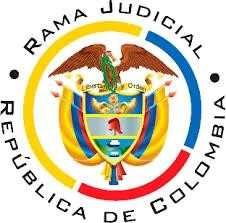 RAMA JUDICIAL
Libertad y Orden
REPÚBLICA DE COLOMBIA